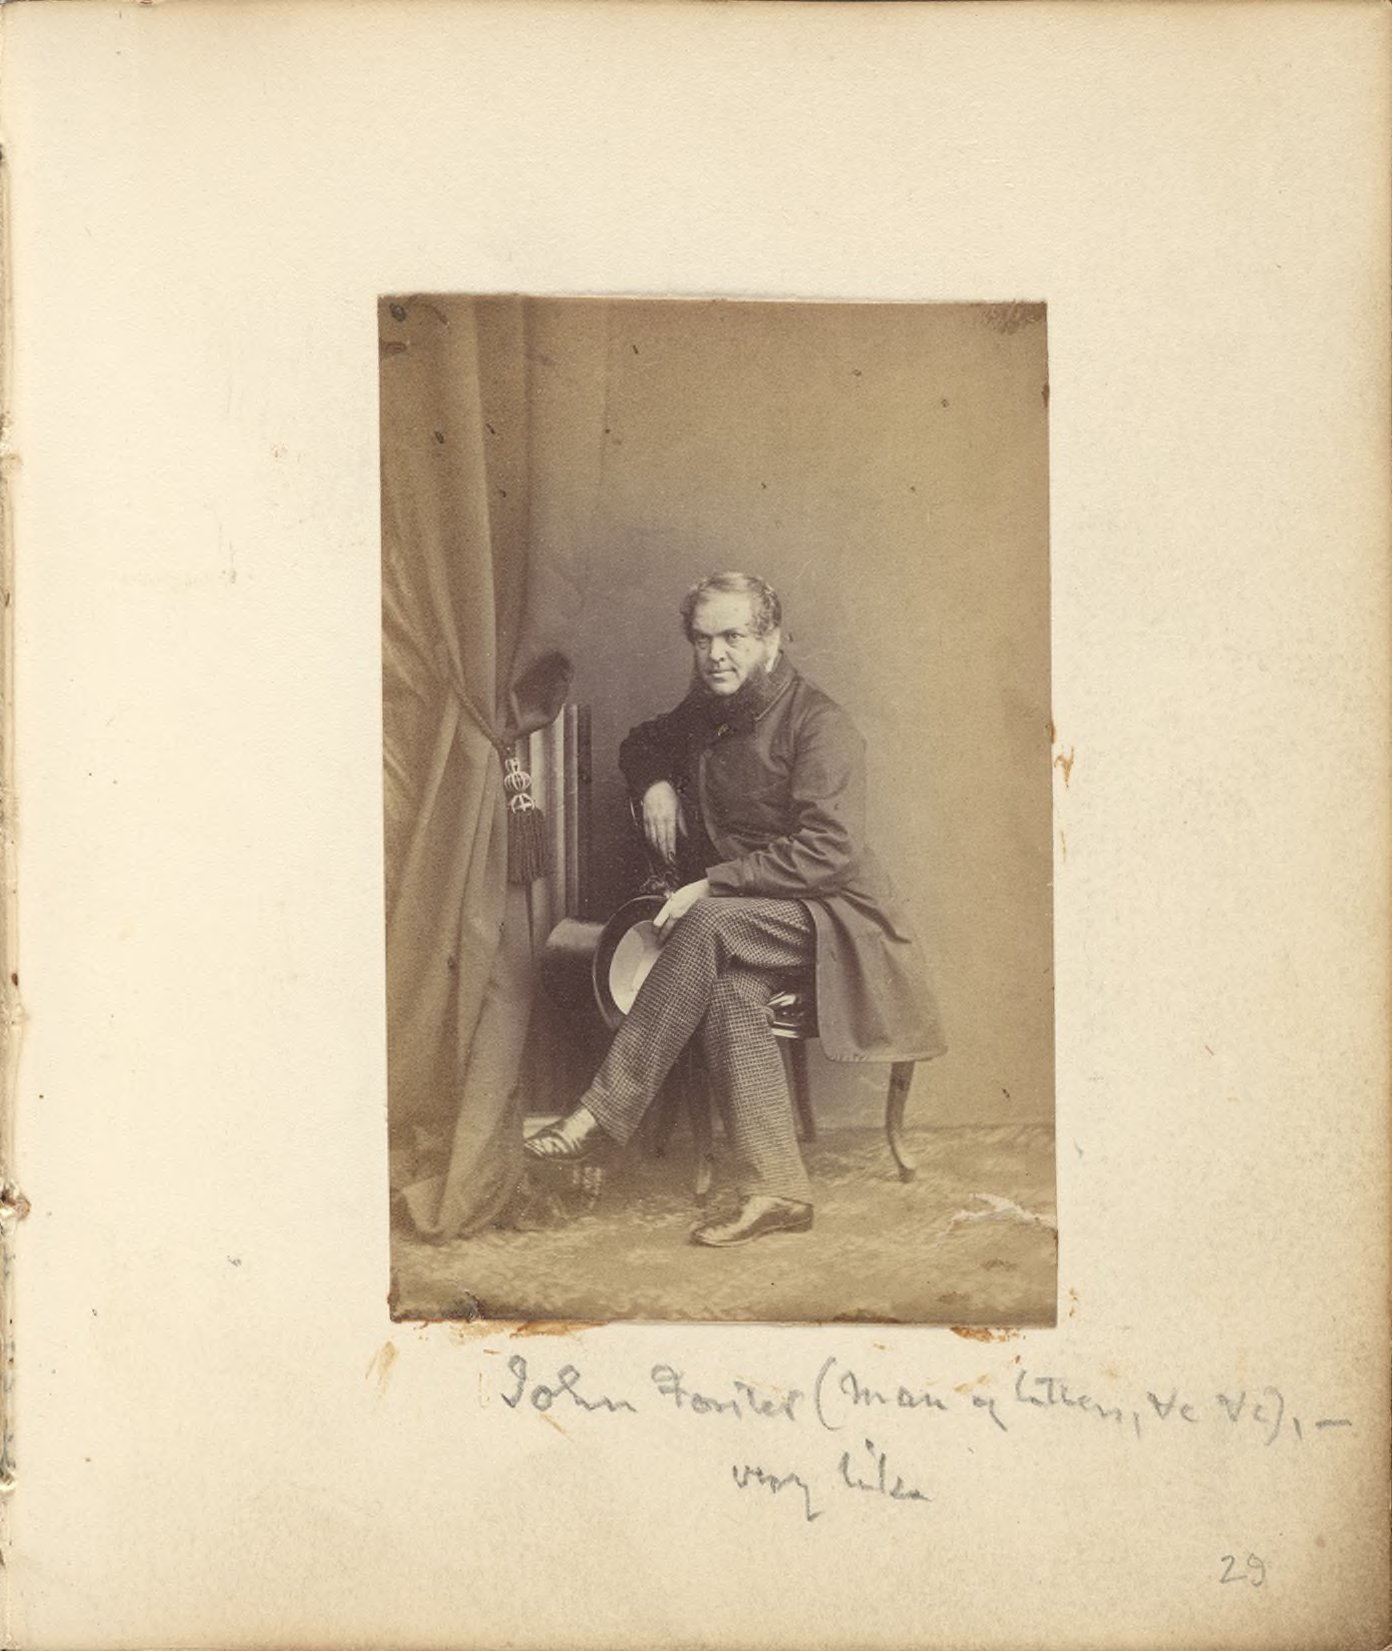 John Forster (Man of letters, &c &c), —
very like
29